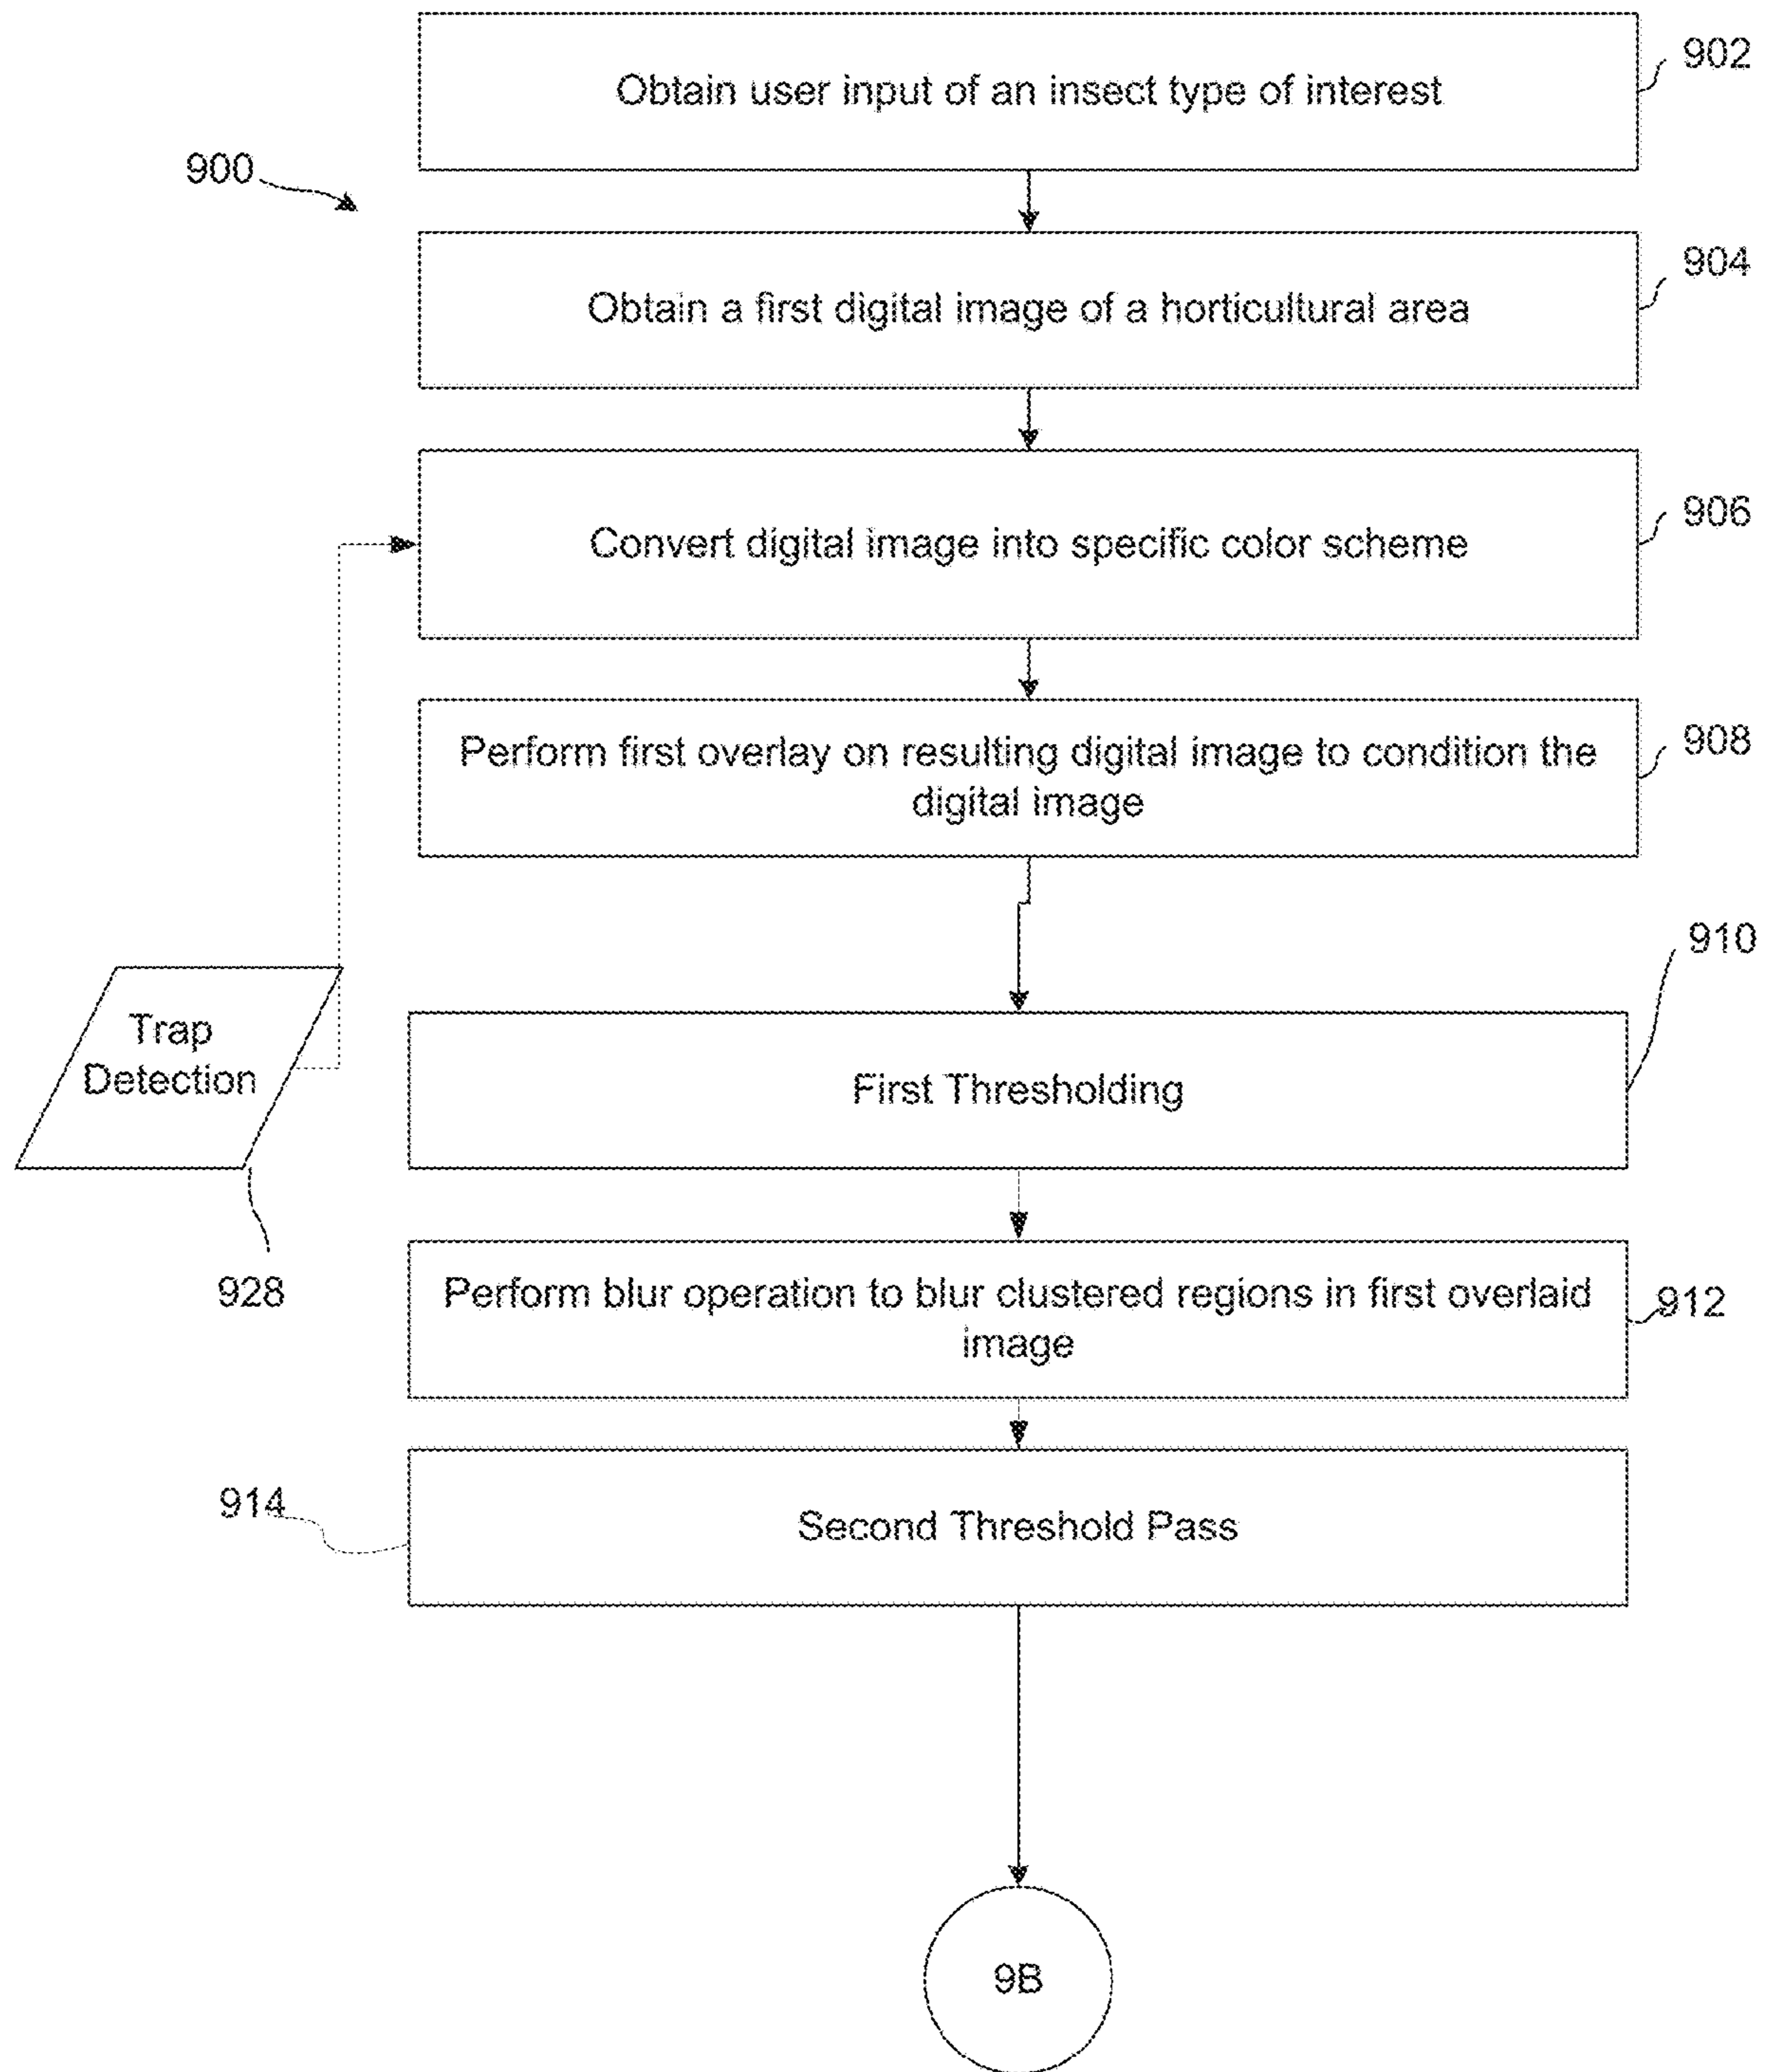 Obtain user input of an insect type of interest
902
900
Obtain a first digital image of a horticultural area
904
Convert digital image into specific color scheme
906
Perform first overlay on resulting digital image to condition the
digital image
908
910
Trap
Detection
First Thresholding
928
Perform blur operation to blur clustered regions in first overlaid
image
912
914
Second Threshold Pass
9B